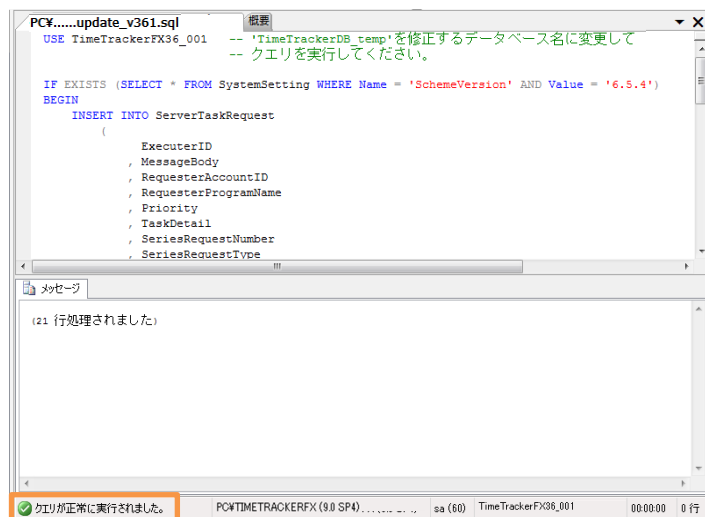 PC¥......update_v361.sql 概要
USE TimeTrackerFX36_001 -- 'TimeTrackerDB_temp'を修正するデータベース名に変更して
-- クエリを実行してください。
IF EXISTS (SELECT * FROM SystemSetting WHERE Name = 'SchemeVersion' AND Value = '6.5.4')
BEGIN
INSERT INTO ServerTaskRequest
(
ExecuterID
, MessageBody
, RequesterAccountID
, RequesterProgramName
, Priority
, TaskDetail
, SeriesRequestNumber
, SeriesRequestType
メッセージ
(21 行処理されました)
クエリが正常に実行されました。 PC¥TIMETRACKERFX (9.0 SP4) sa (60) TimeTrackerFX36_001 00:00:00 0 行